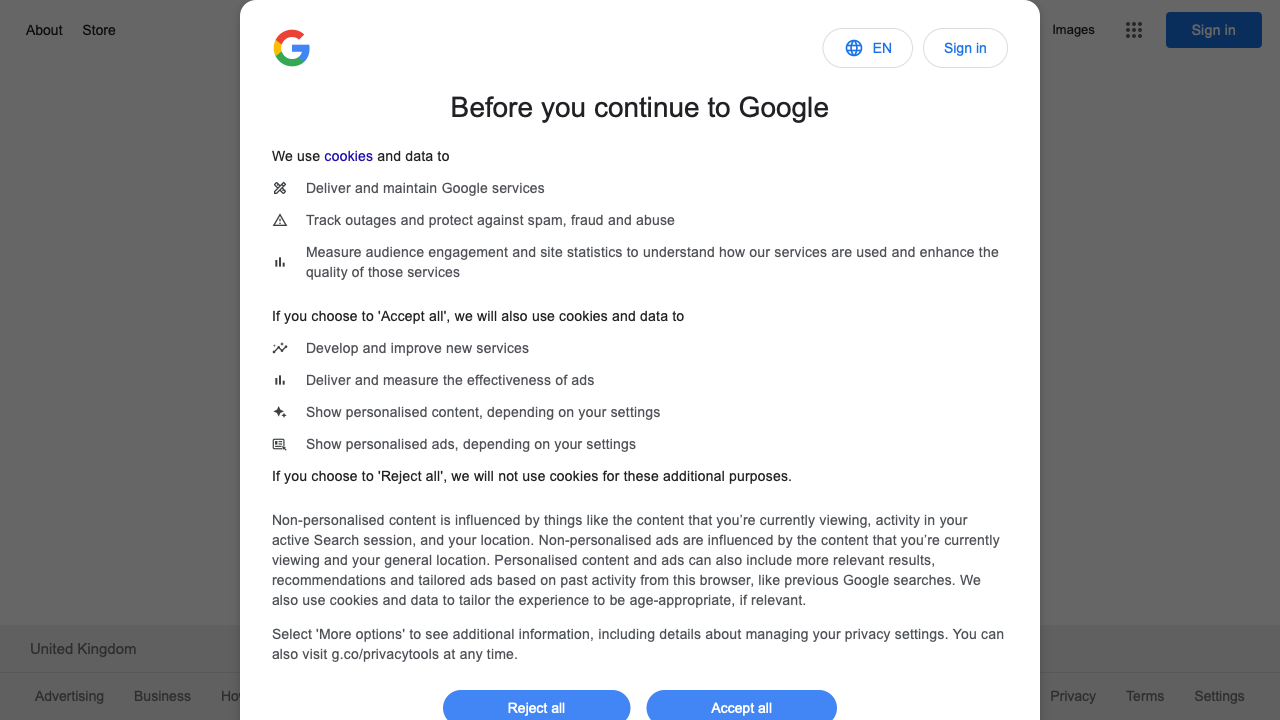 About Store
Images
Sign in
EN
Sign in
Before you continue to Google
We use cookies and data to
Deliver and maintain Google services
Track outages and protect against spam, fraud and abuse
Measure audience engagement and site statistics to understand how our services are used and enhance the
quality of those services
If you choose to 'Accept all', we will also use cookies and data to
Develop and improve new services
Deliver and measure the effectiveness of ads
Show personalised content, depending on your settings
Show personalised ads, depending on your settings
If you choose to 'Reject all', we will not use cookies for these additional purposes.
Non-personalised content is influenced by things like the content that you’re currently viewing, activity in your
active Search session, and your location. Non-personalised ads are influenced by the content that you’re currently
viewing and your general location. Personalised content and ads can also include more relevant results,
recommendations and tailored ads based on past activity from this browser, like previous Google searches. We
also use cookies and data to tailor the experience to be age-appropriate, if relevant.
Select 'More options' to see additional information, including details about managing your privacy settings. You can
also visit g.co/privacytools at any time.
Reject all Accept all
United Kingdom
Advertising Business
Privacy Terms Settings